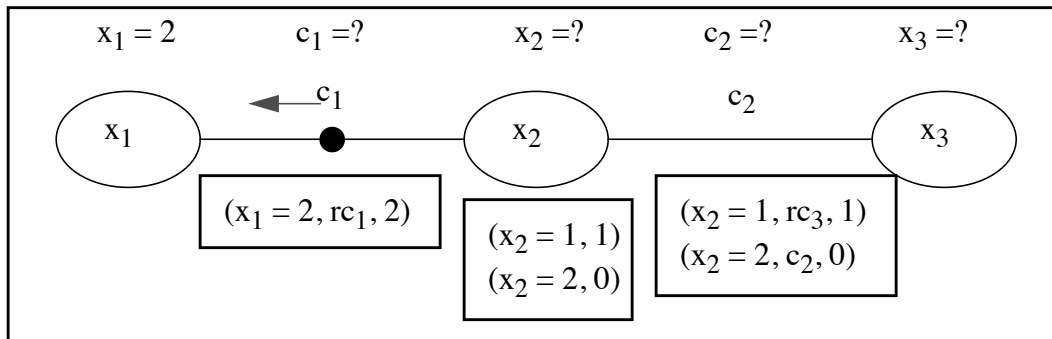 x₁ = 2 c₁ =? x₂ =? c₂ =? x₃ =?
c₁ c₂
x₁ x₂ x₃
(x₁ = 2, rc₁, 2)
(x₂ = 1, 1)
(x₂ = 2, 0)
(x₂ = 1, rc₃, 1)
(x₂ = 2, c₂, 0)